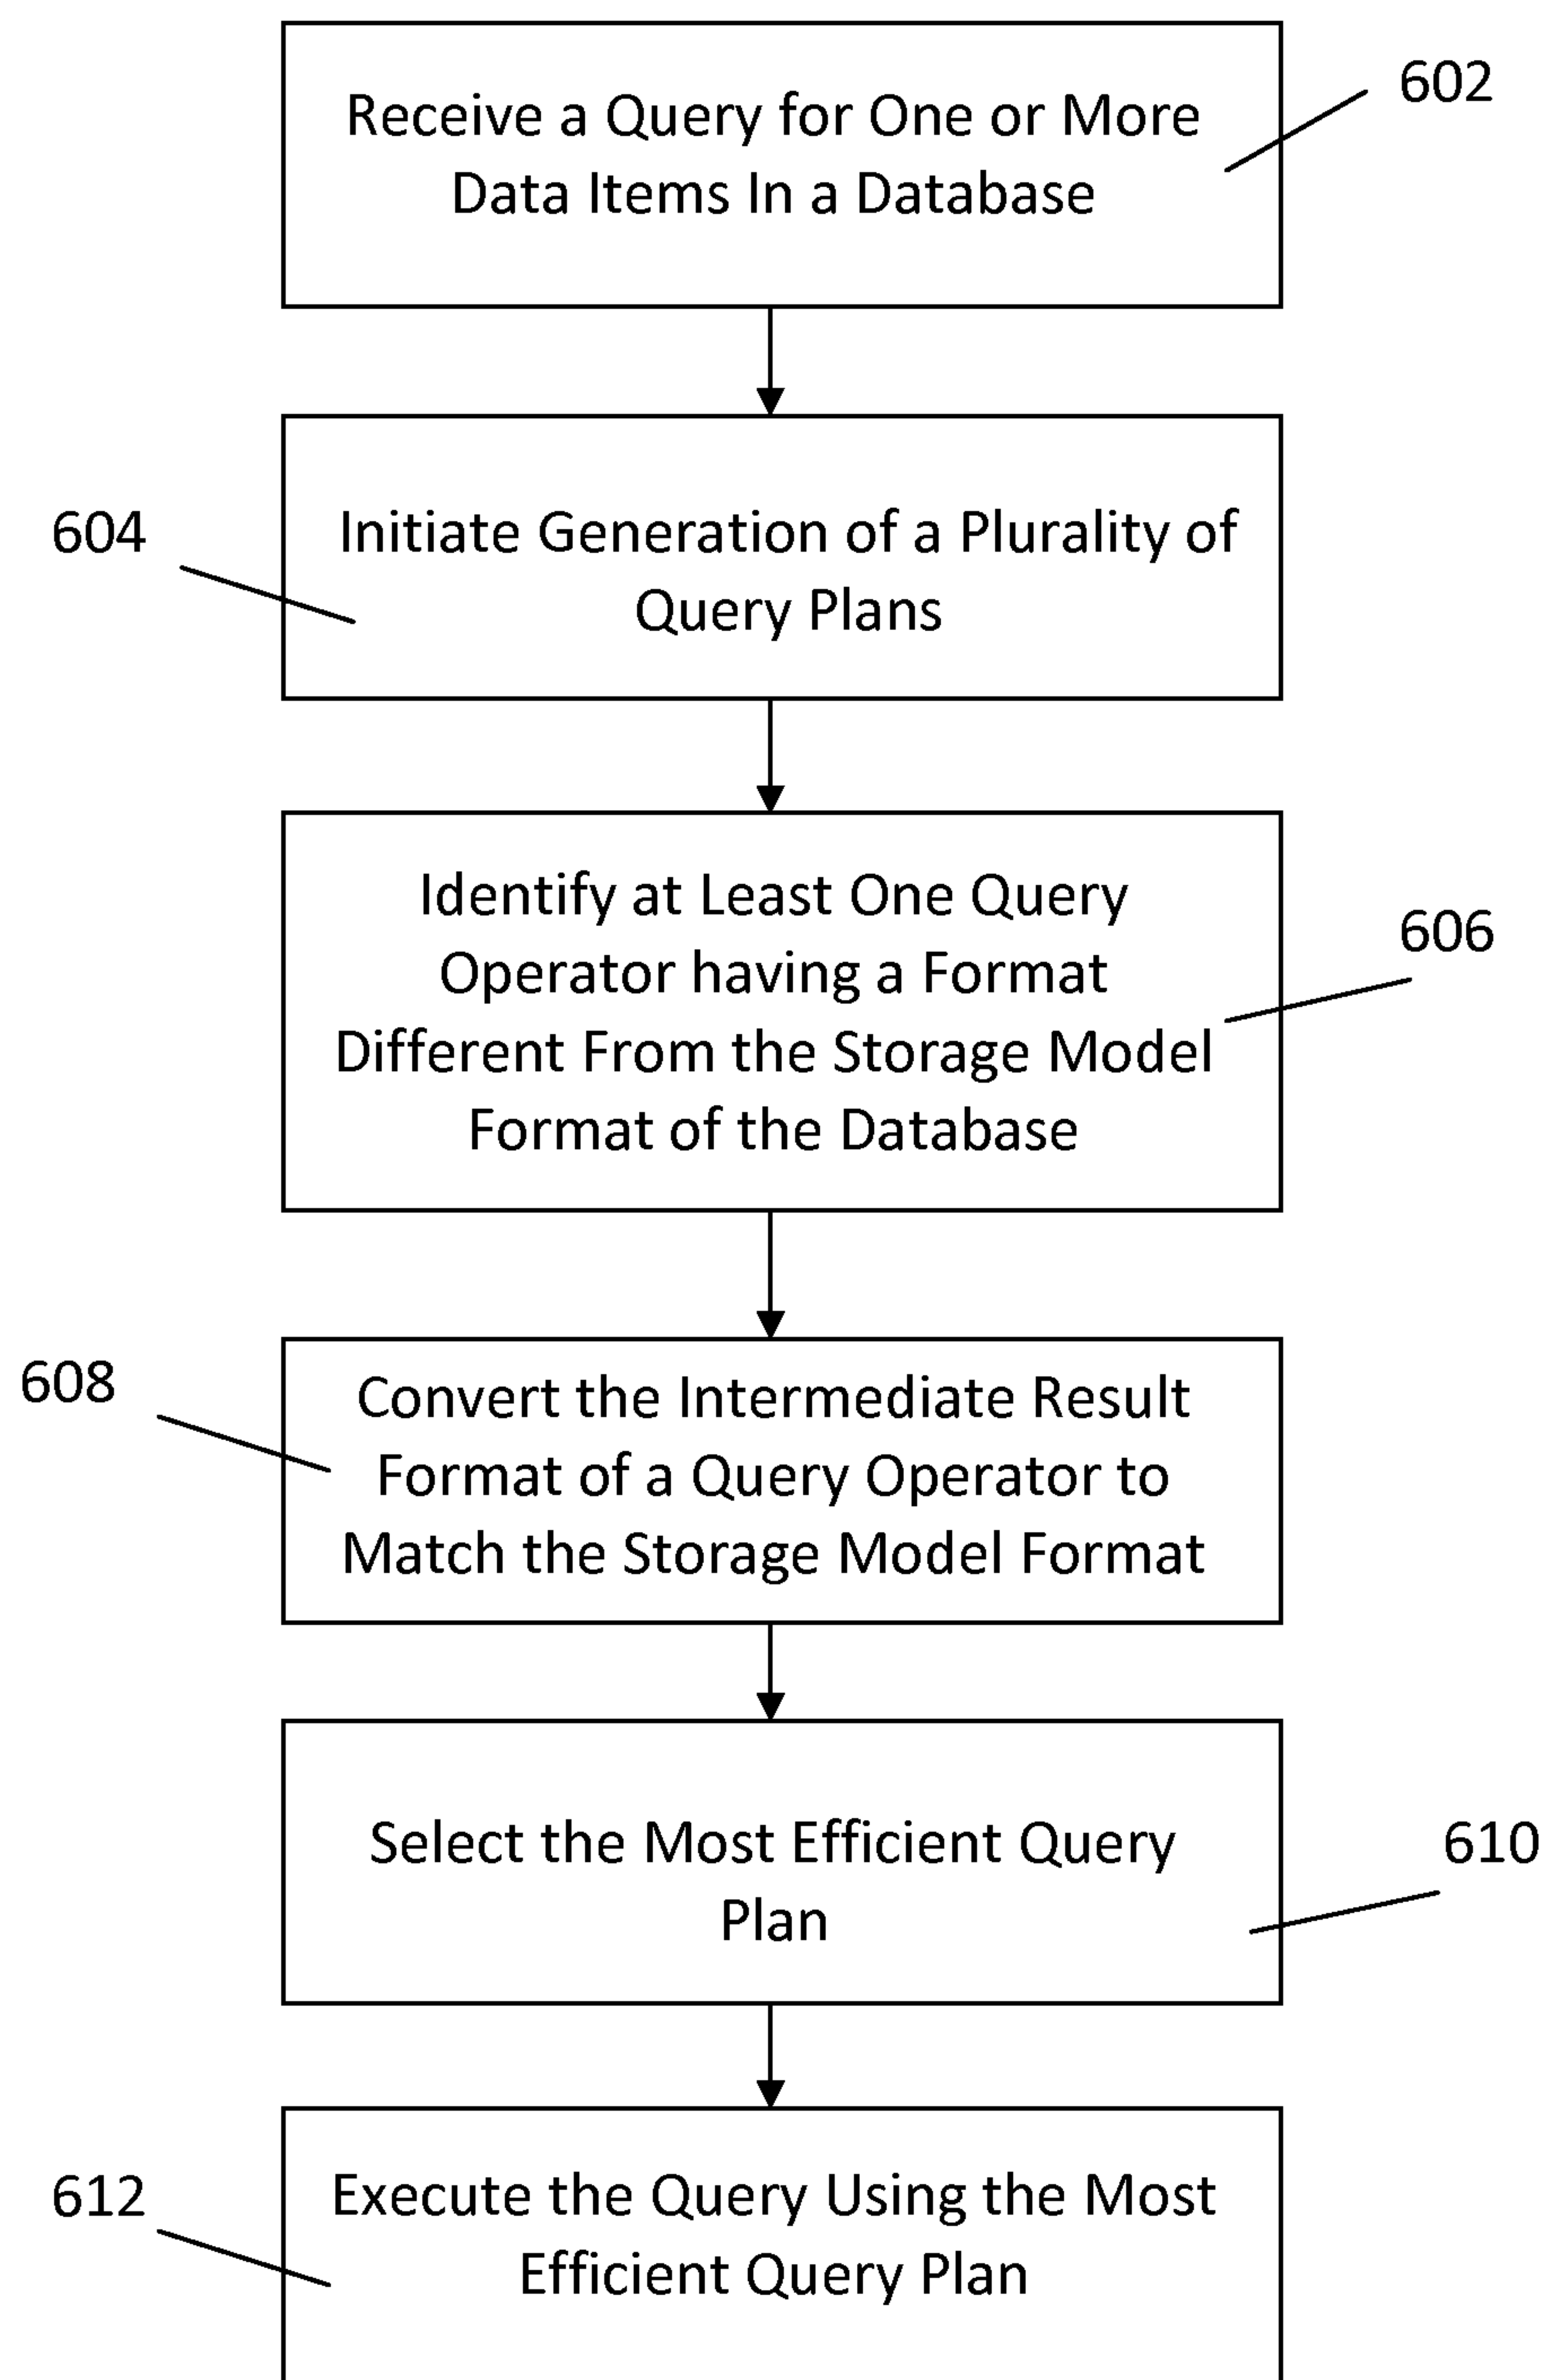 Receive a Query for One or More
Data Items In a Database
602
604
Initiate Generation of a Plurality of
Query Plans
Identify at Least One Query
Operator having a Format
Different From the Storage Model
Format of the Database
606
608
Convert the Intermediate Result
Format of a Query Operator to
Match the Storage Model Format
Select the Most Efficient Query
Plan
610
612
Execute the Query Using the Most
Efficient Query Plan